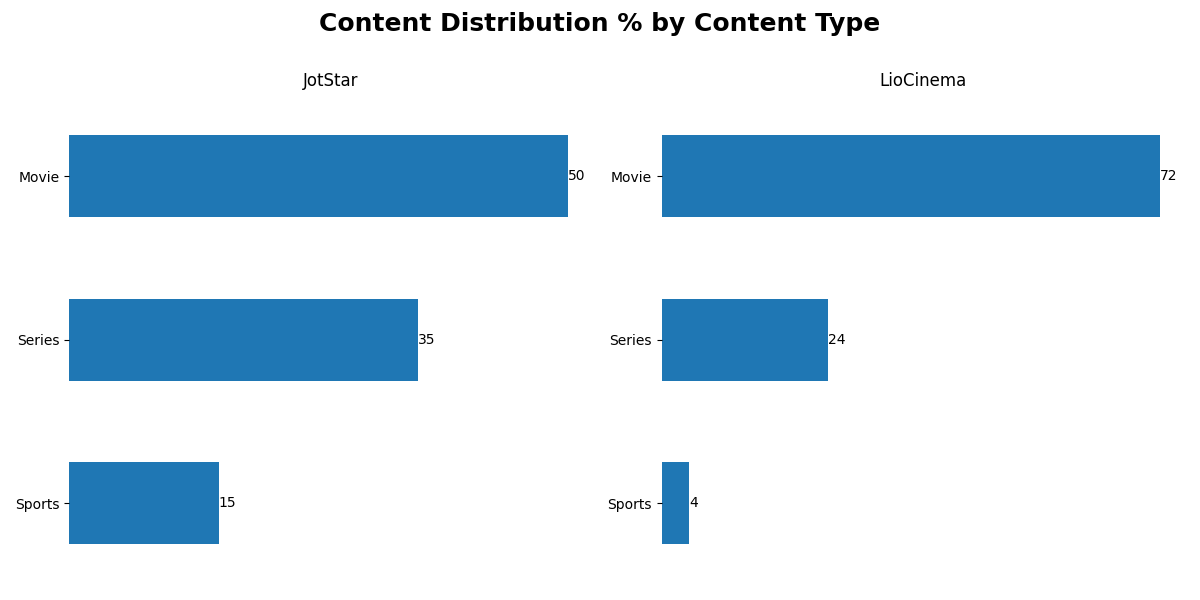 Content Distribution % by Content Type
JotStar
Movie 50
Series 35
Sports 15
LioCinema
Movie 72
Series 24
Sports 4